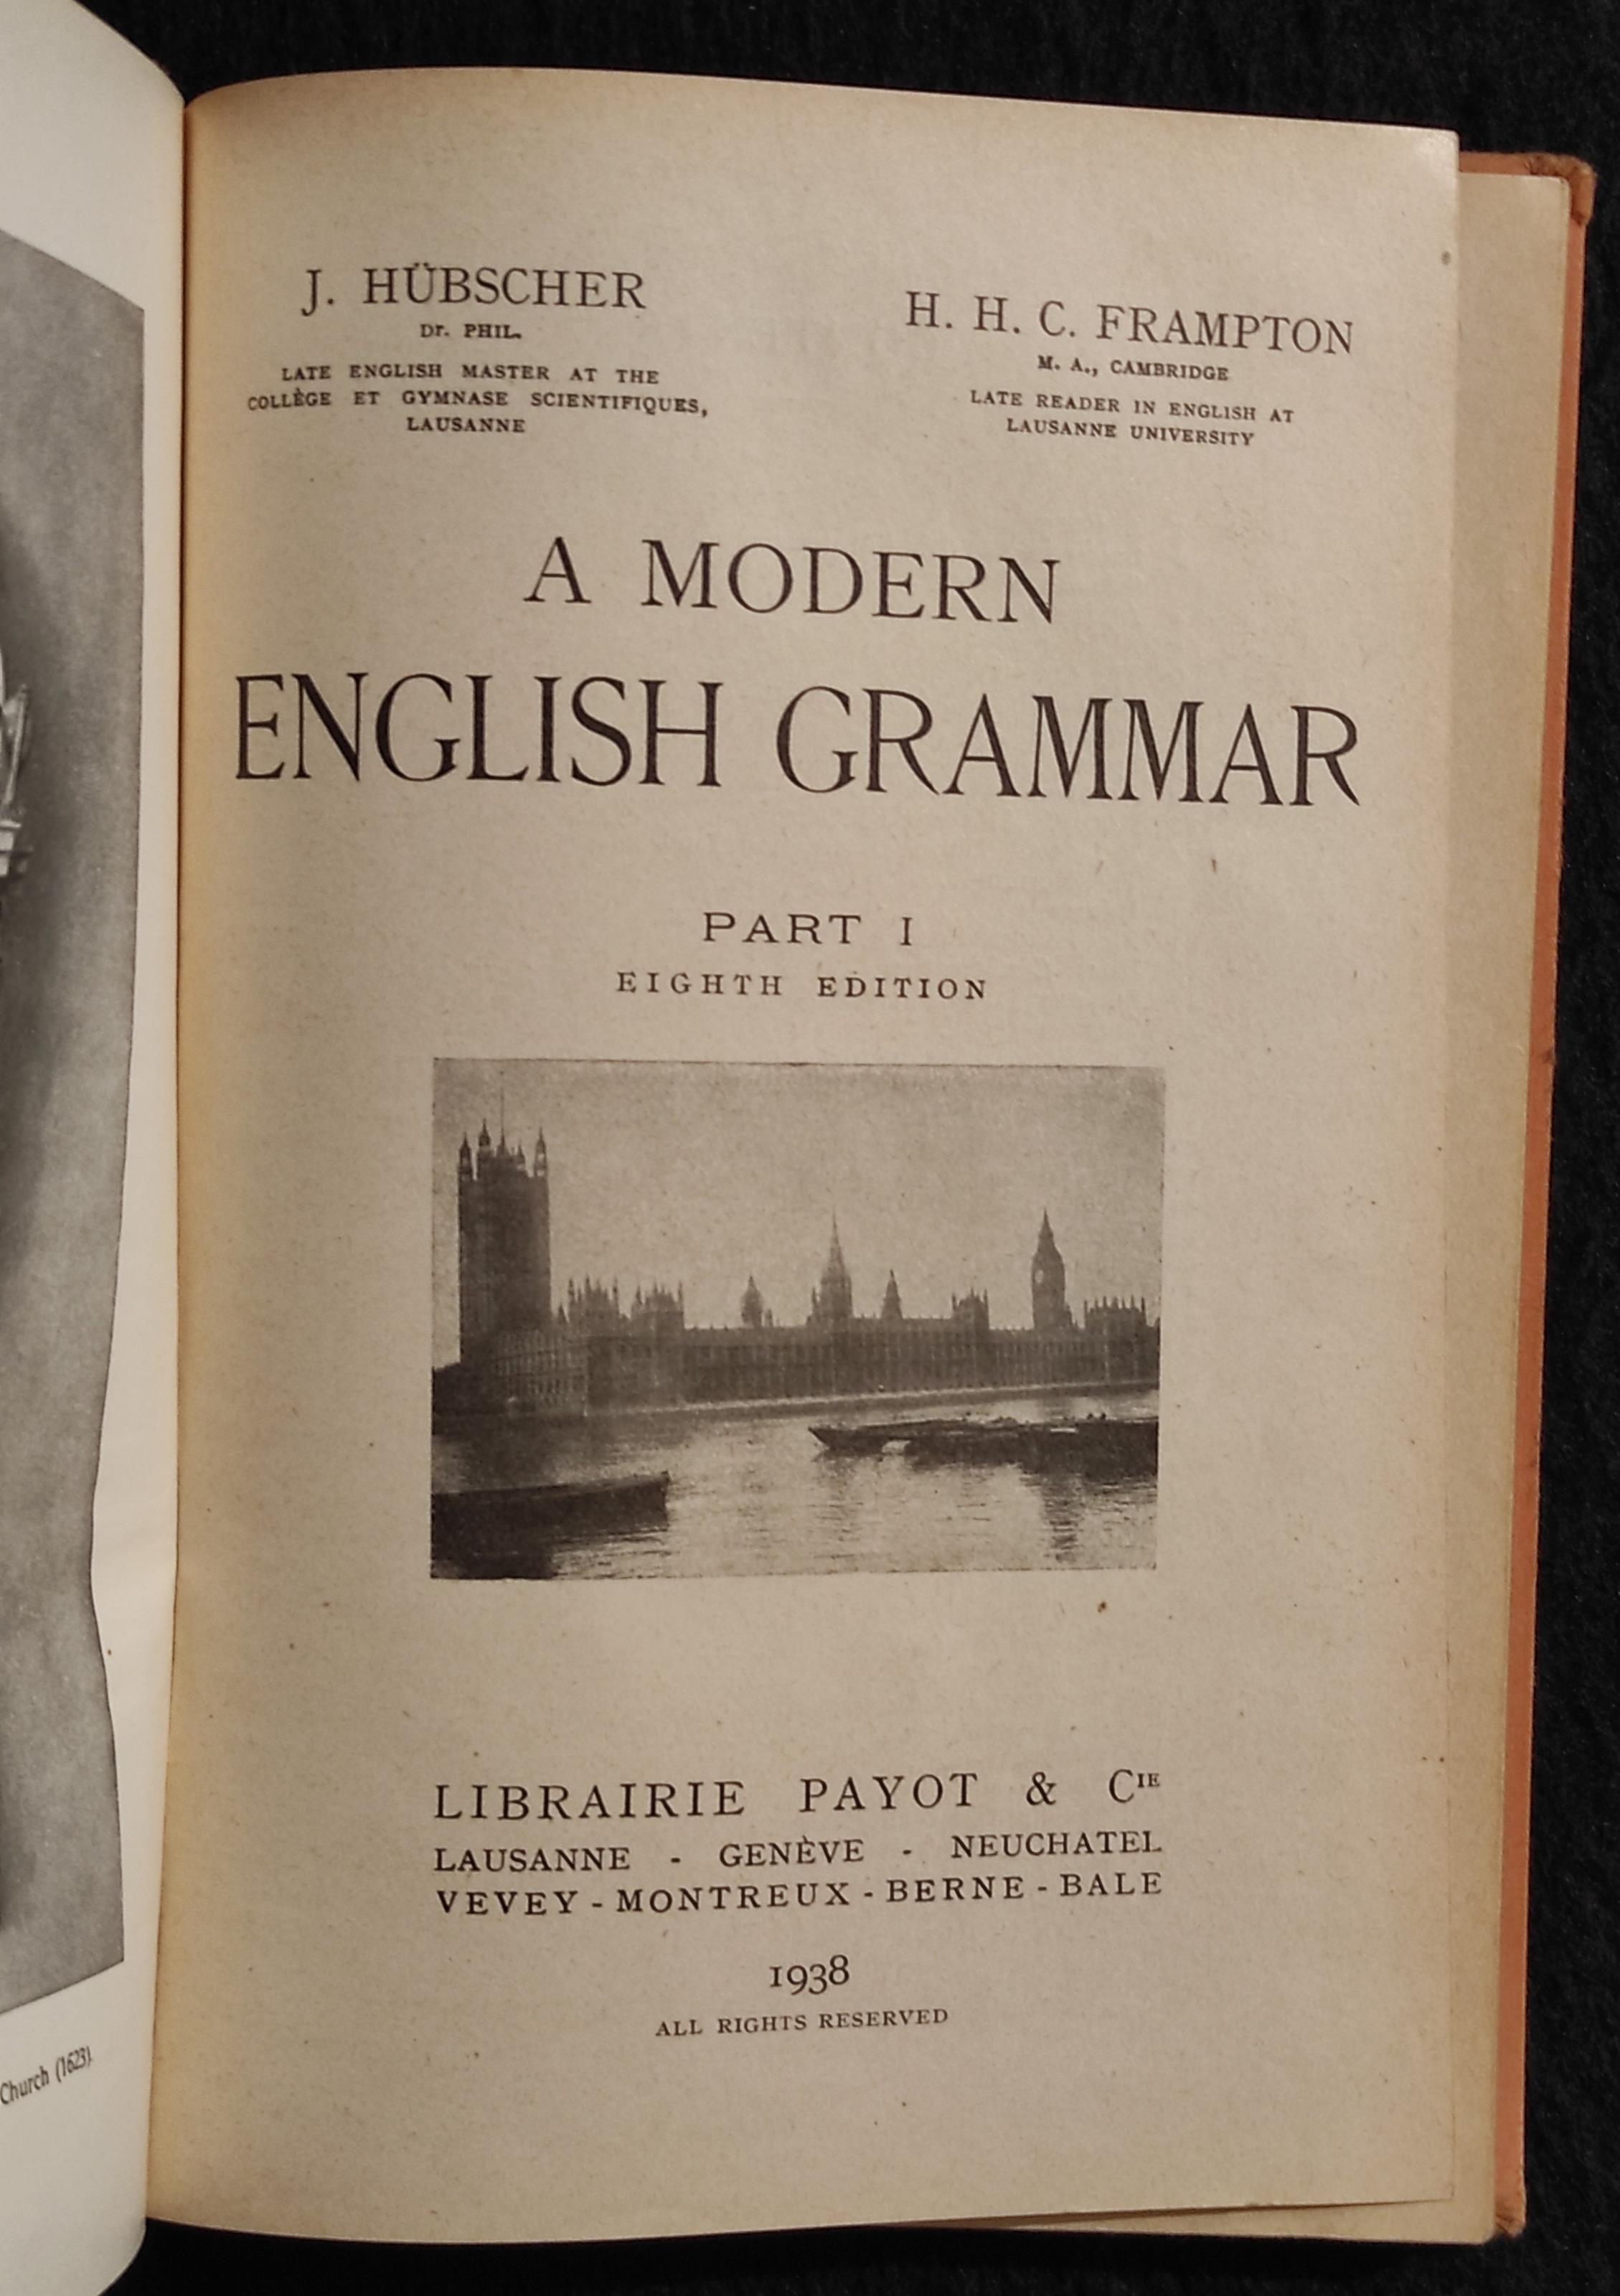 J. HÜBSCHER
Dr. PHIL.
LATE ENGLISH MASTER AT THE
COLLÈGE ET GYMNASE SCIENTIFIQUES,
LAUSANNE
H. H. C. FRAMPTON
M. A., CAMBRIDGE
LATE READER IN ENGLISH AT
LAUSANNE UNIVERSITY
A MODERN
ENGLISH GRAMMAR
PART I
EIGHTH EDITION
LIBRAIRIE PAYOT & CIE
LAUSANNE - GENÈVE - NEUCHATEL
VEVEY - MONTREUX - BERNE - BALE
1938
ALL RIGHTS RESERVED
Church (1623).